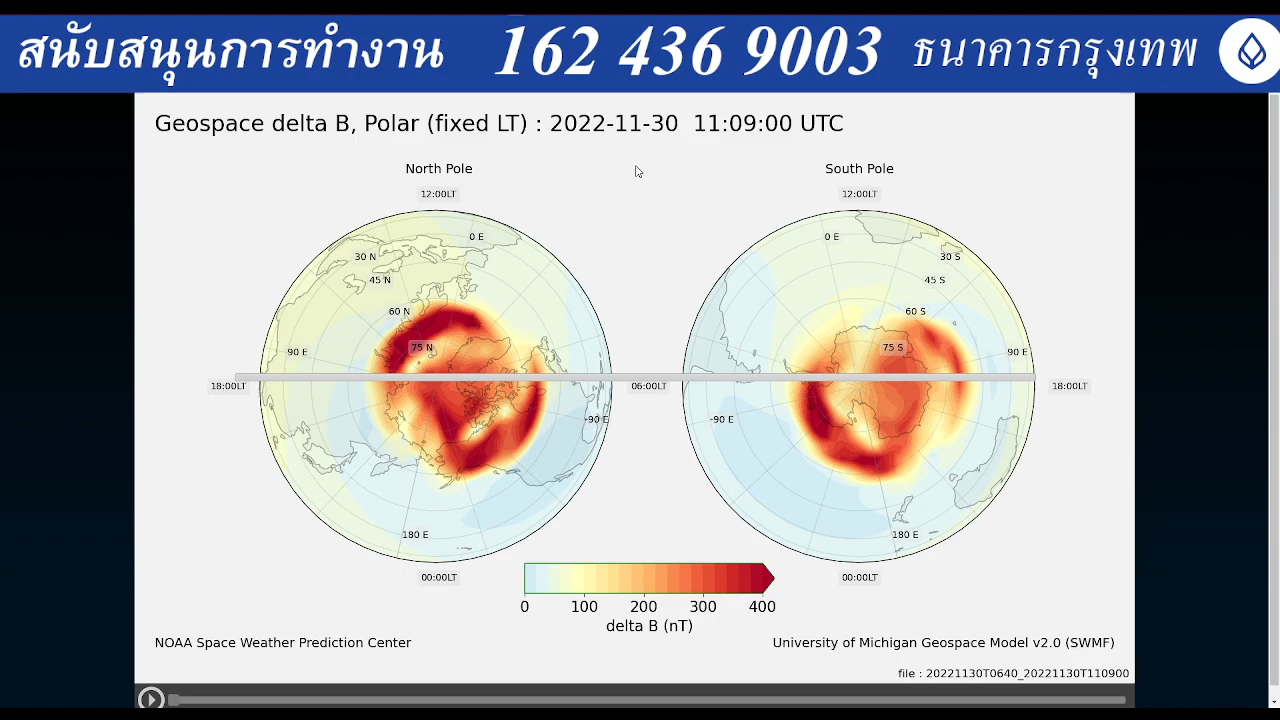 สนับสนุนการทำงาน 162 436 9003 ธนาคารกรุงเทพ
Geospace delta B, Polar (fixed LT) : 2022-11-30 11:09:00 UTC
North Pole South Pole
12:00LT 12:00LT
0 E 0 E
30 N 30 S
45 N 45 S
60 N 60 S
75 N 75 S
90 E 90 E
18:00LT 06:00LT 18:00LT
-90 E -90 E
180 E 180 E
00:00LT 00:00LT
0 100 200 300 400
delta B (nT)
NOAA Space Weather Prediction Center University of Michigan Geospace Model v2.0 (SWMF)
file : 20221130T0640_20221130T110900